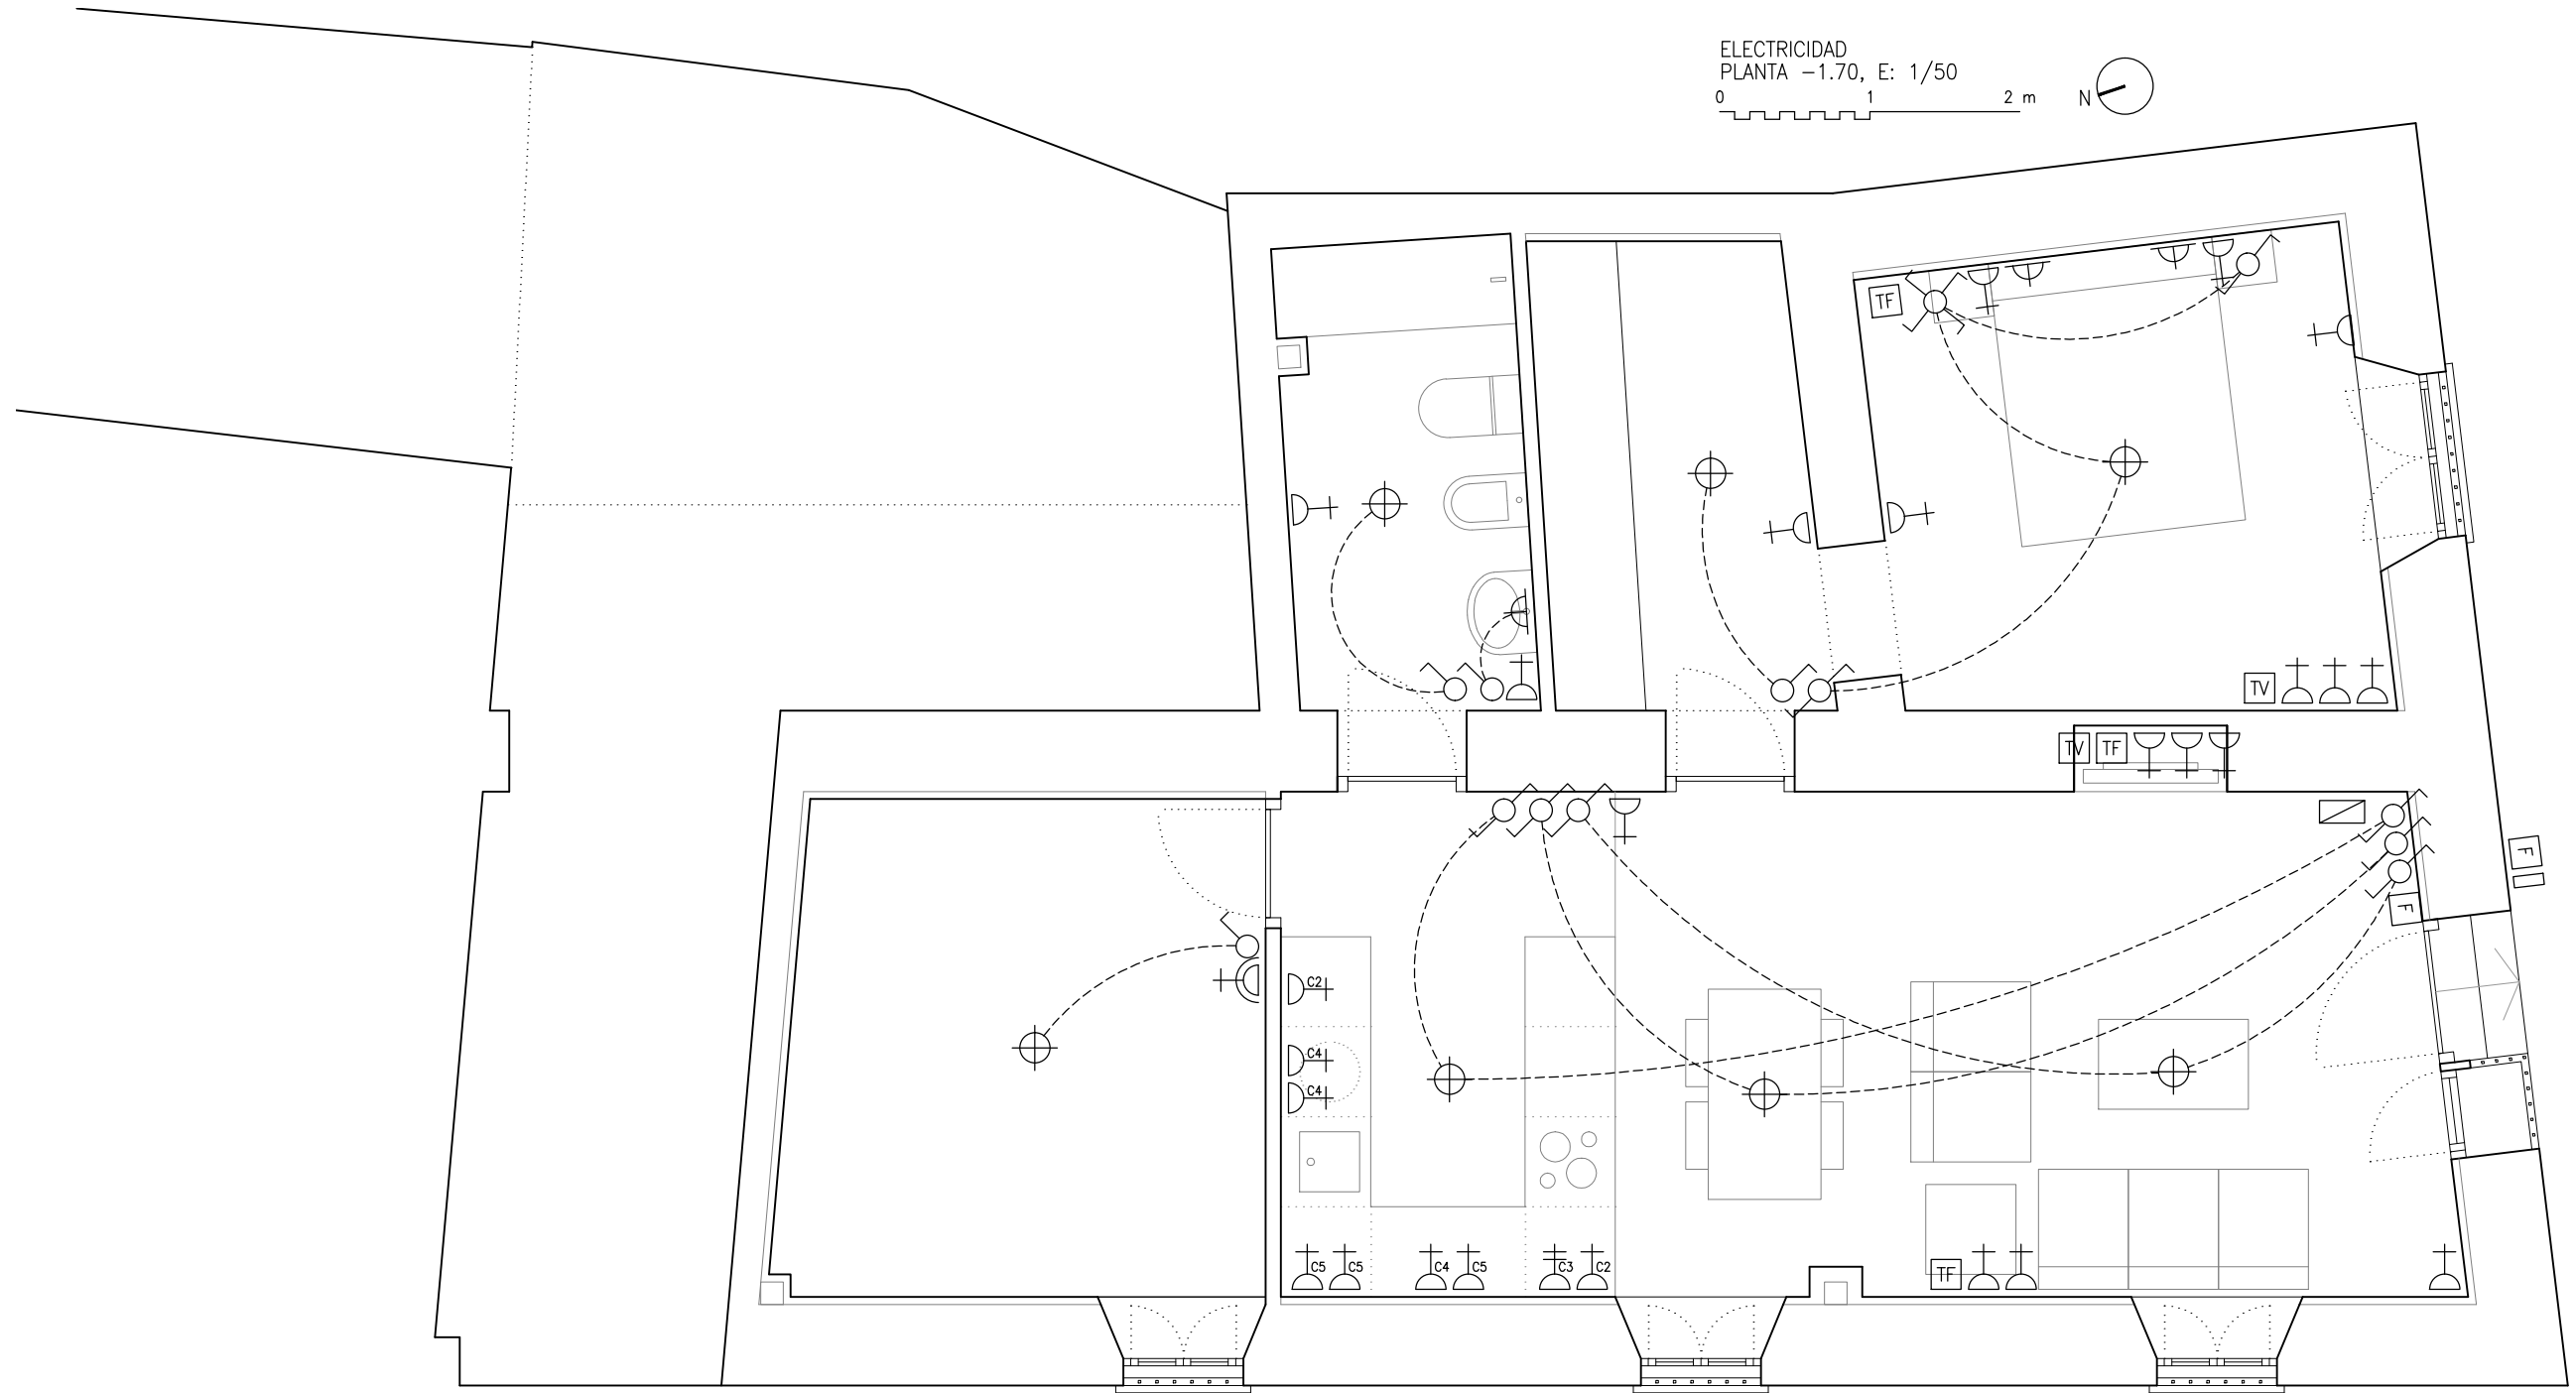 ELECTRICIDAD
PLANTA -1.70, E: 1/50
0 1 2 m
N
TF
TV
TV TF
F
F
C2
C4
C4
C5 C5 C4 C5 C3 C2
TF